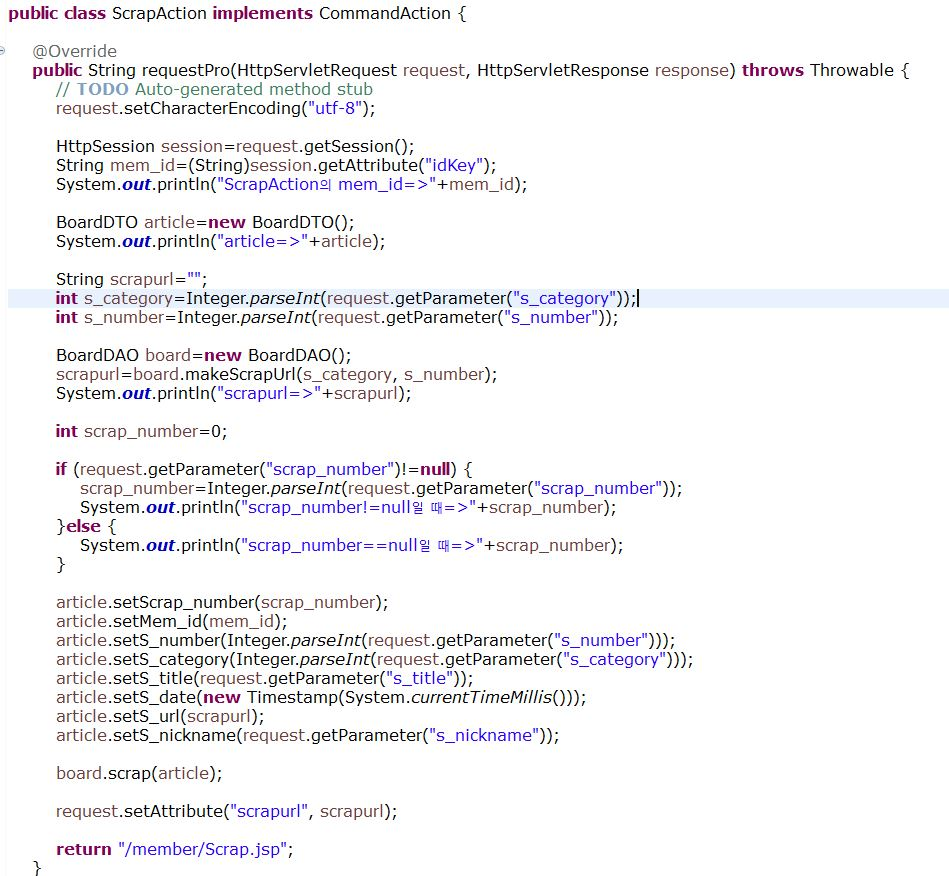 public class ScrapAction implements CommandAction {
@Override
public String requestPro(HttpServletRequest request, HttpServletResponse response) throws Throwable {
// TODO Auto-generated method stub
request.setCharacterEncoding("utf-8");
HttpSession session=request.getSession();
String mem_id=(String)session.getAttribute("idKey");
System.out.println("ScrapAction의 mem_id=>"+mem_id);
BoardDTO article=new BoardDTO();
System.out.println("article=>"+article);
String scrapurl="";
int s_category=Integer.parseInt(request.getParameter("s_category"));
int s_number=Integer.parseInt(request.getParameter("s_number"));
BoardDAO board=new BoardDAO();
scrapurl=board.makeScrapUrl(s_category, s_number);
System.out.println("scrapurl=>"+scrapurl);
int scrap_number=0;
if (request.getParameter("scrap_number")!=null) {
scrap_number=Integer.parseInt(request.getParameter("scrap_number"));
System.out.println("scrap_number!=null일 때=>"+scrap_number);
}else {
System.out.println("scrap_number==null일 때=>"+scrap_number);
}
article.setScrap_number(scrap_number);
article.setMem_id(mem_id);
article.setS_number(Integer.parseInt(request.getParameter("s_number")));
article.setS_category(Integer.parseInt(request.getParameter("s_category")));
article.setS_title(request.getParameter("s_title"));
article.setS_date(new Timestamp(System.currentTimeMillis()));
article.setS_url(scrapurl);
article.setS_nickname(request.getParameter("s_nickname"));
board.scrap(article);
request.setAttribute("scrapurl", scrapurl);
return "/member/Scrap.jsp";
}